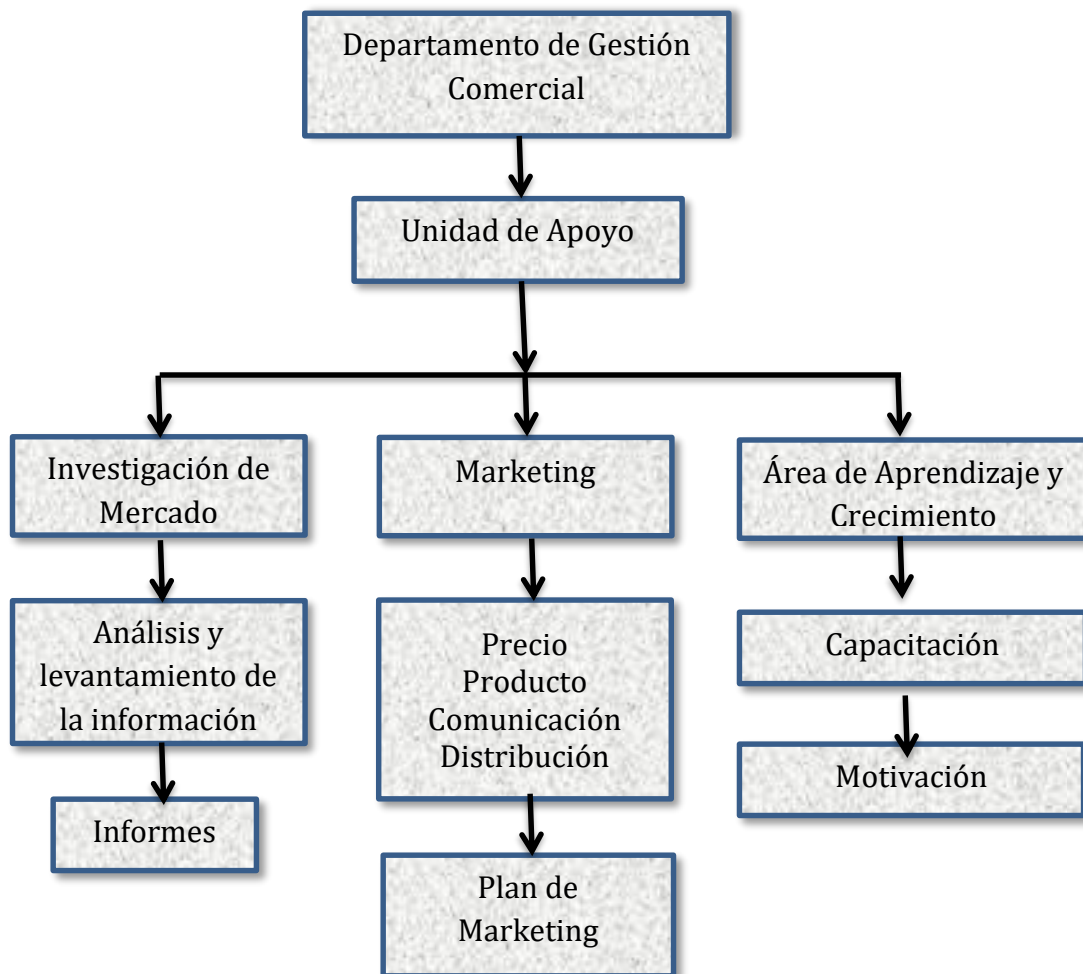 Departamento de Gestión
Comercial
Unidad de Apoyo
Investigación de
Mercado
Marketing
Área de Aprendizaje y
Crecimiento
Análisis y
levantamiento de
la información
Precio
Producto
Comunicación
Distribución
Capacitación
Motivación
Informes
Plan de
Marketing